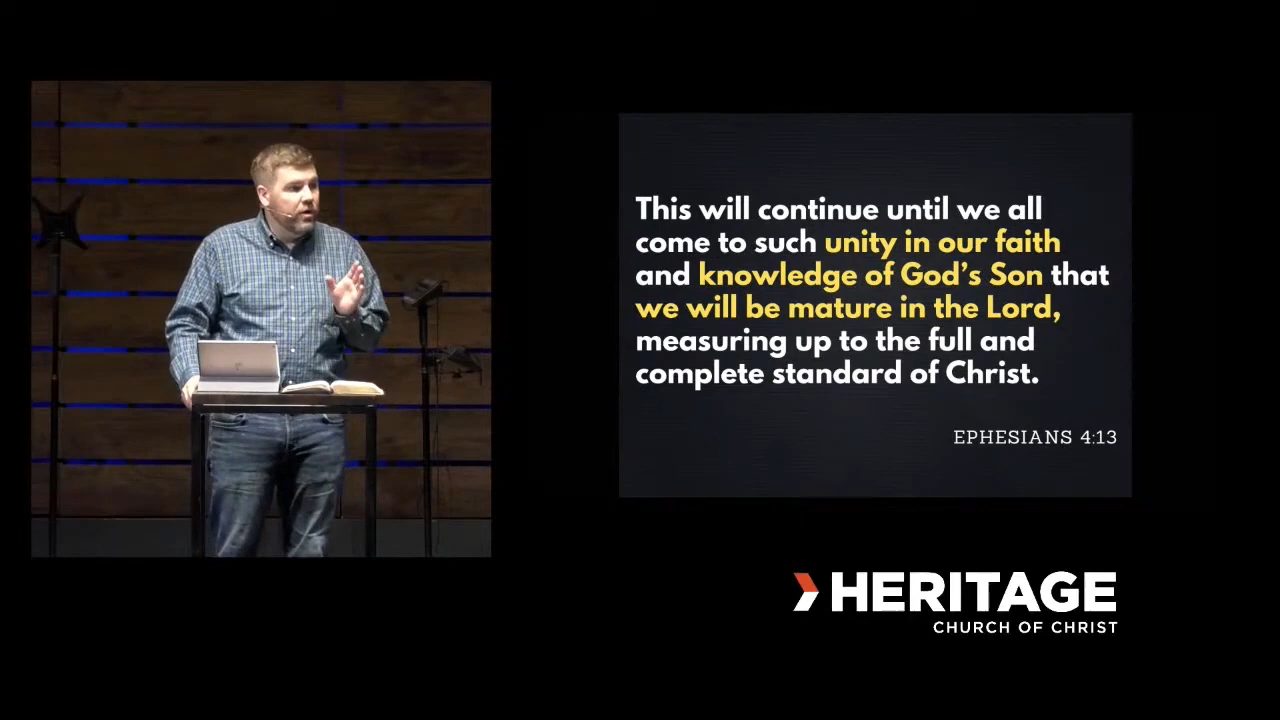 This will continue until we all
come to such unity in our faith
and knowledge of God's Son that
we will be mature in the Lord,
measuring up to the full and
complete standard of Christ.
EPHESIANS 4:13
HERITAGE
CHURCH OF CHRIST